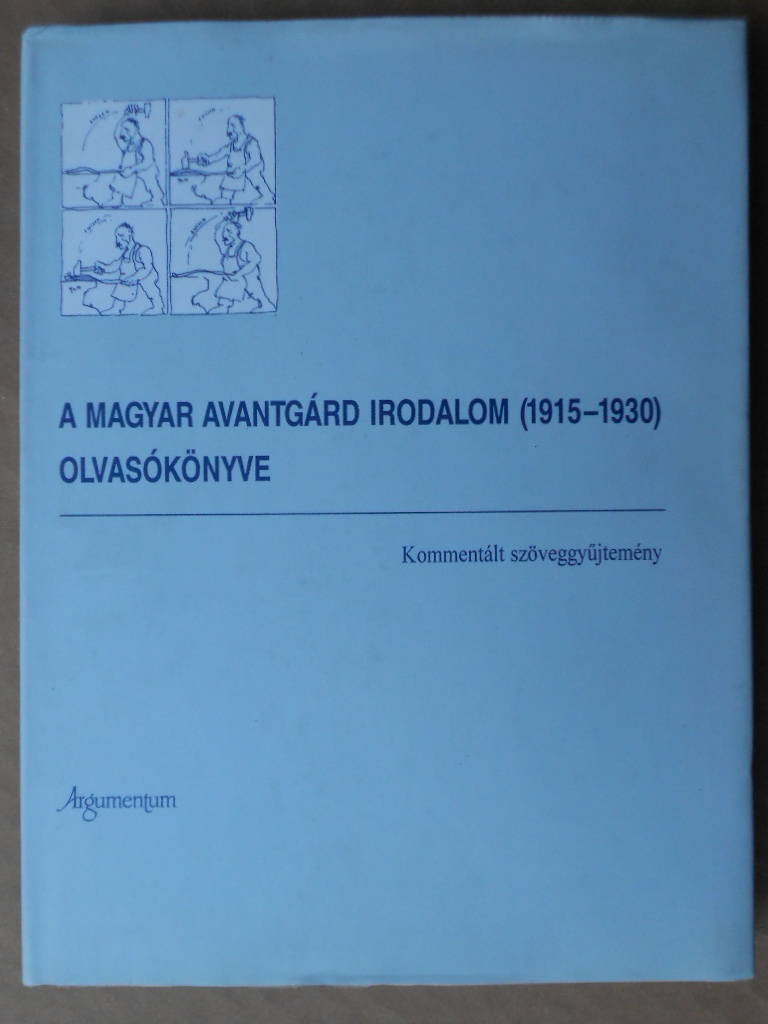 A MAGYAR AVANTGÁRD IRODALOM (1915–1930)
OLVASÓKÖNYVE
Kommentált szöveggyűjtemény
Argumentum